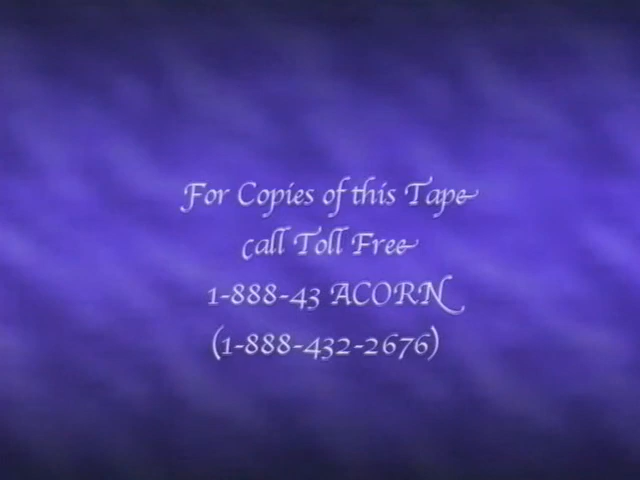 For Copies of this Tape
call Toll Free
1-888-43 ACORN
(1-888-432-2676)